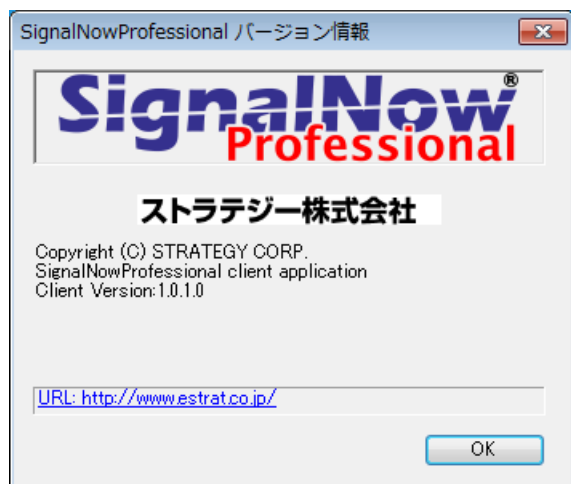 SignalNowProfessional バージョン情報
SignalNow®
Professional
ストラテジー株式会社
Copyright (C) STRATEGY CORP.
SignalNowProfessional client application
Client Version:1.0.1.0
URL: http://www.estrat.co.jp/
OK